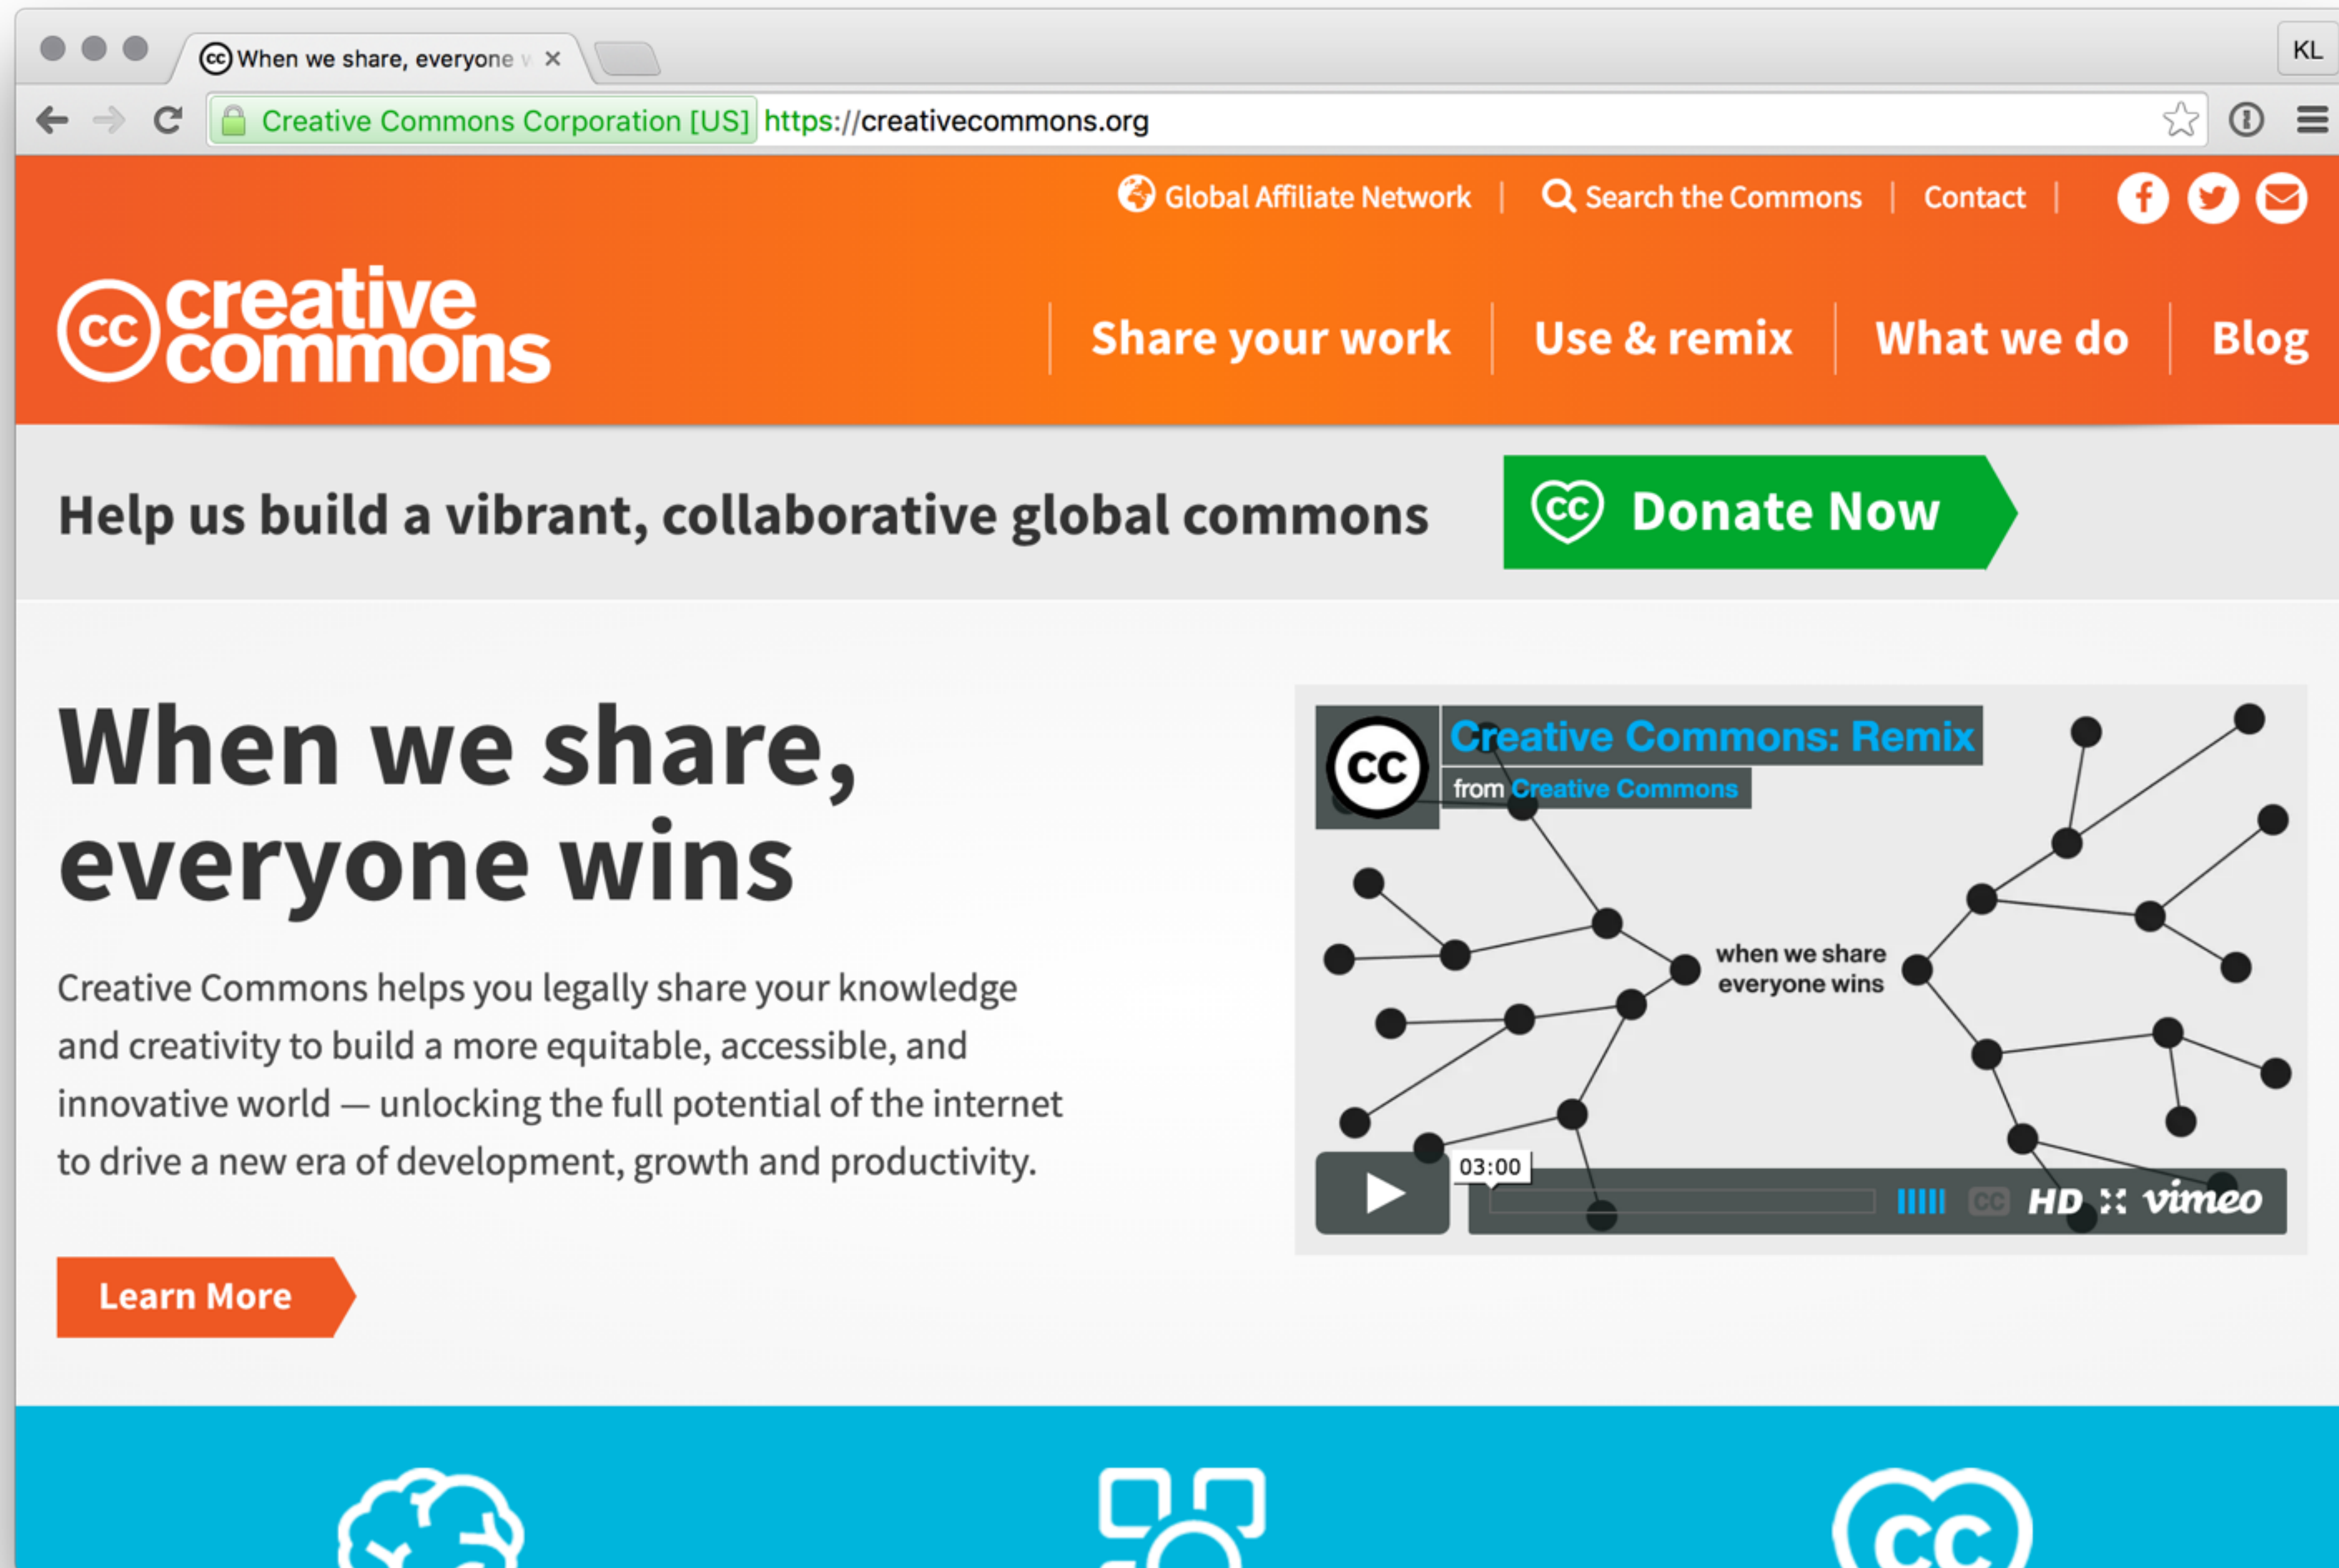 When we share, everyone
KL
Creative Commons Corporation [US] https://creativecommons.org
Global Affiliate Network | Search the Commons | Contact |
cc creative
commons
Share your work | Use & remix | What we do | Blog
Help us build a vibrant, collaborative global commons
cc Donate Now
When we share,
everyone wins
Creative Commons helps you legally share your knowledge
and creativity to build a more equitable, accessible, and
innovative world — unlocking the full potential of the internet
to drive a new era of development, growth and productivity.
Learn More
cc Creative Commons: Remix
from Creative Commons
when we share
everyone wins
03:00
CC HD vimeo
cc